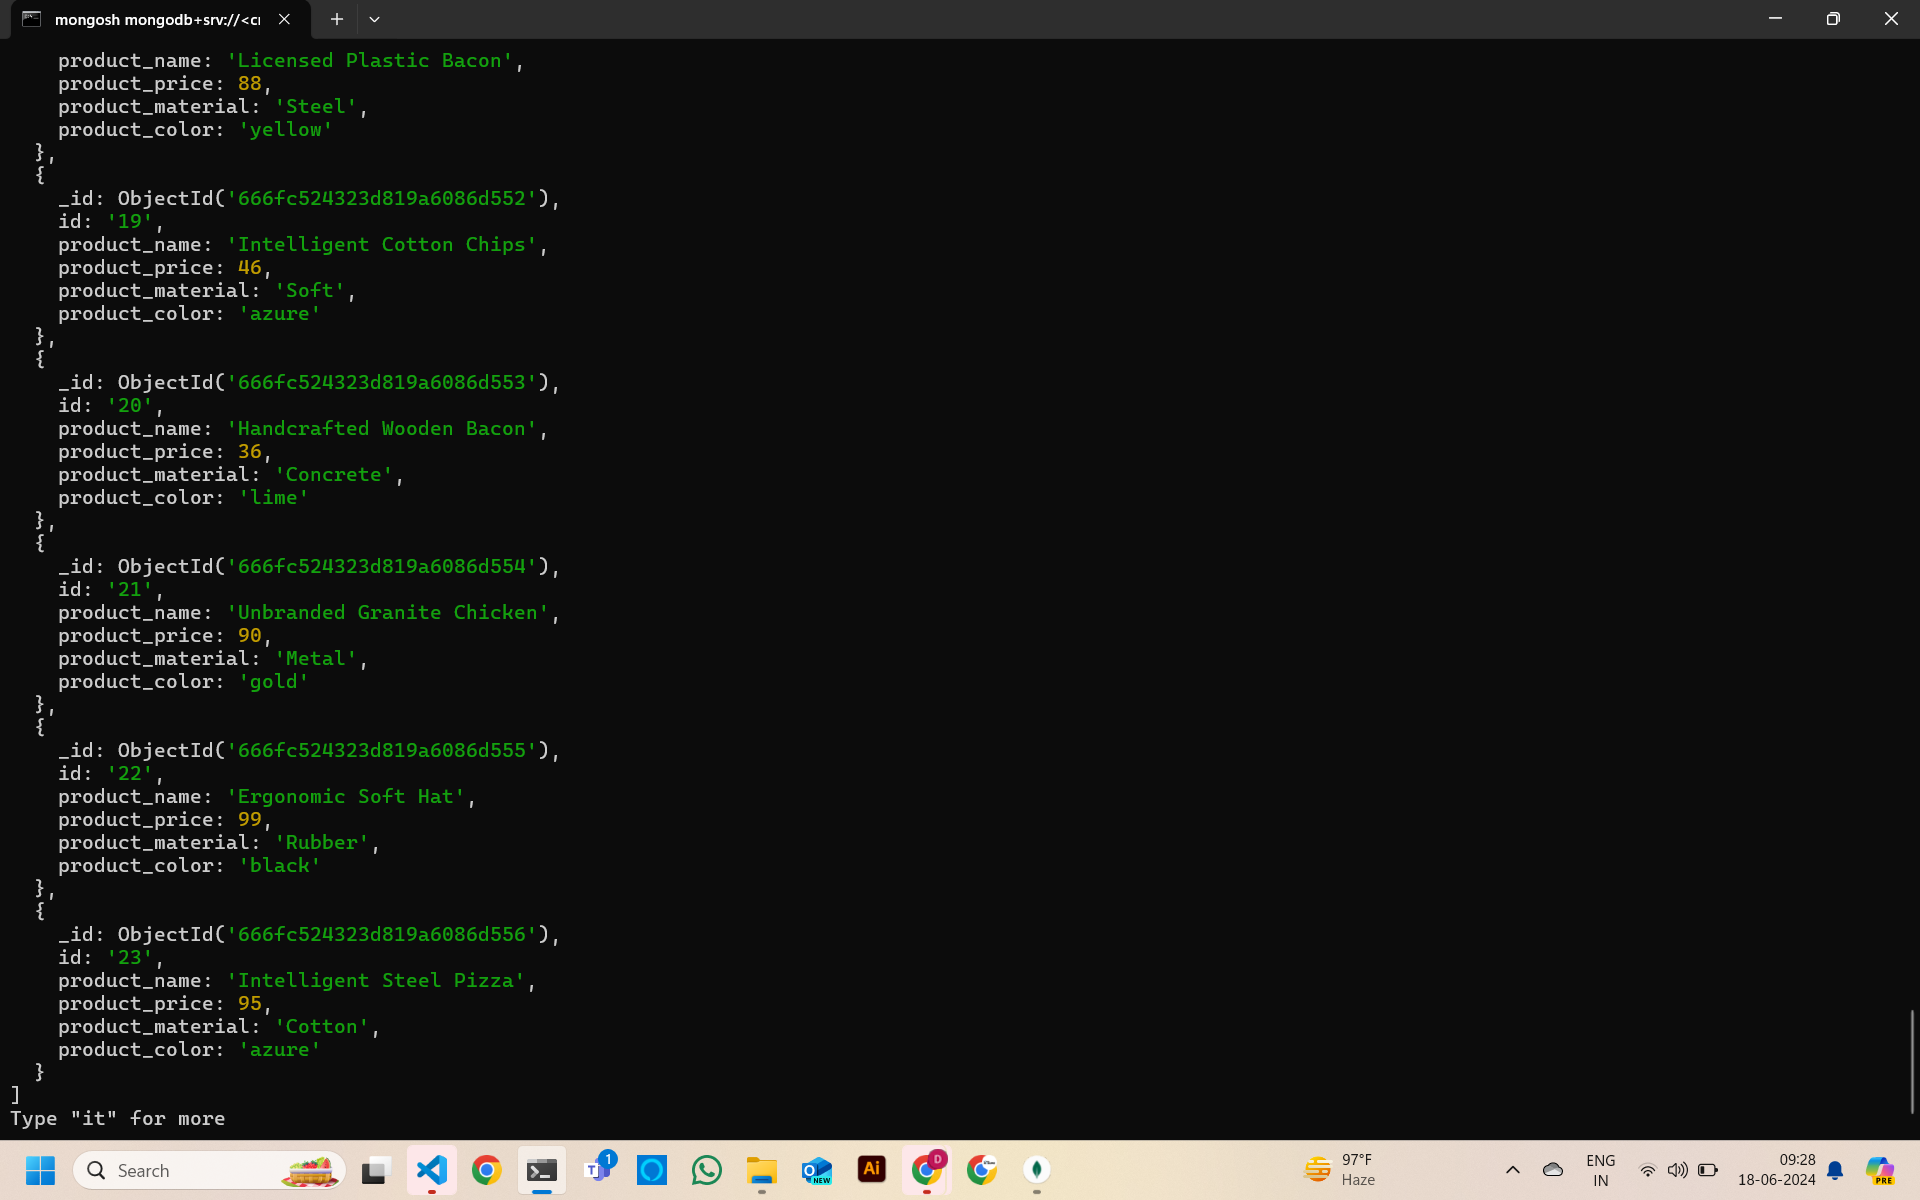 mongosh mongodb+srv://<cr
product_name: 'Licensed Plastic Bacon',
product_price: 88,
product_material: 'Steel',
product_color: 'yellow'
},
{
_id: ObjectId('666fc524323d819a6086d552'),
id: '19',
product_name: 'Intelligent Cotton Chips',
product_price: 46,
product_material: 'Soft',
product_color: 'azure'
},
{
_id: ObjectId('666fc524323d819a6086d553'),
id: '20',
product_name: 'Handcrafted Wooden Bacon',
product_price: 36,
product_material: 'Concrete',
product_color: 'lime'
},
{
_id: ObjectId('666fc524323d819a6086d554'),
id: '21',
product_name: 'Unbranded Granite Chicken',
product_price: 90,
product_material: 'Metal',
product_color: 'gold'
},
{
_id: ObjectId('666fc524323d819a6086d555'),
id: '22',
product_name: 'Ergonomic Soft Hat',
product_price: 99,
product_material: 'Rubber',
product_color: 'black'
},
{
_id: ObjectId('666fc524323d819a6086d556'),
id: '23',
product_name: 'Intelligent Steel Pizza',
product_price: 95,
product_material: 'Cotton',
product_color: 'azure'
}
]
Type "it" for more
Search
1
NEW
Ai
D
97°F
Haze
ENG
IN
09:28
18-06-2024
PRE